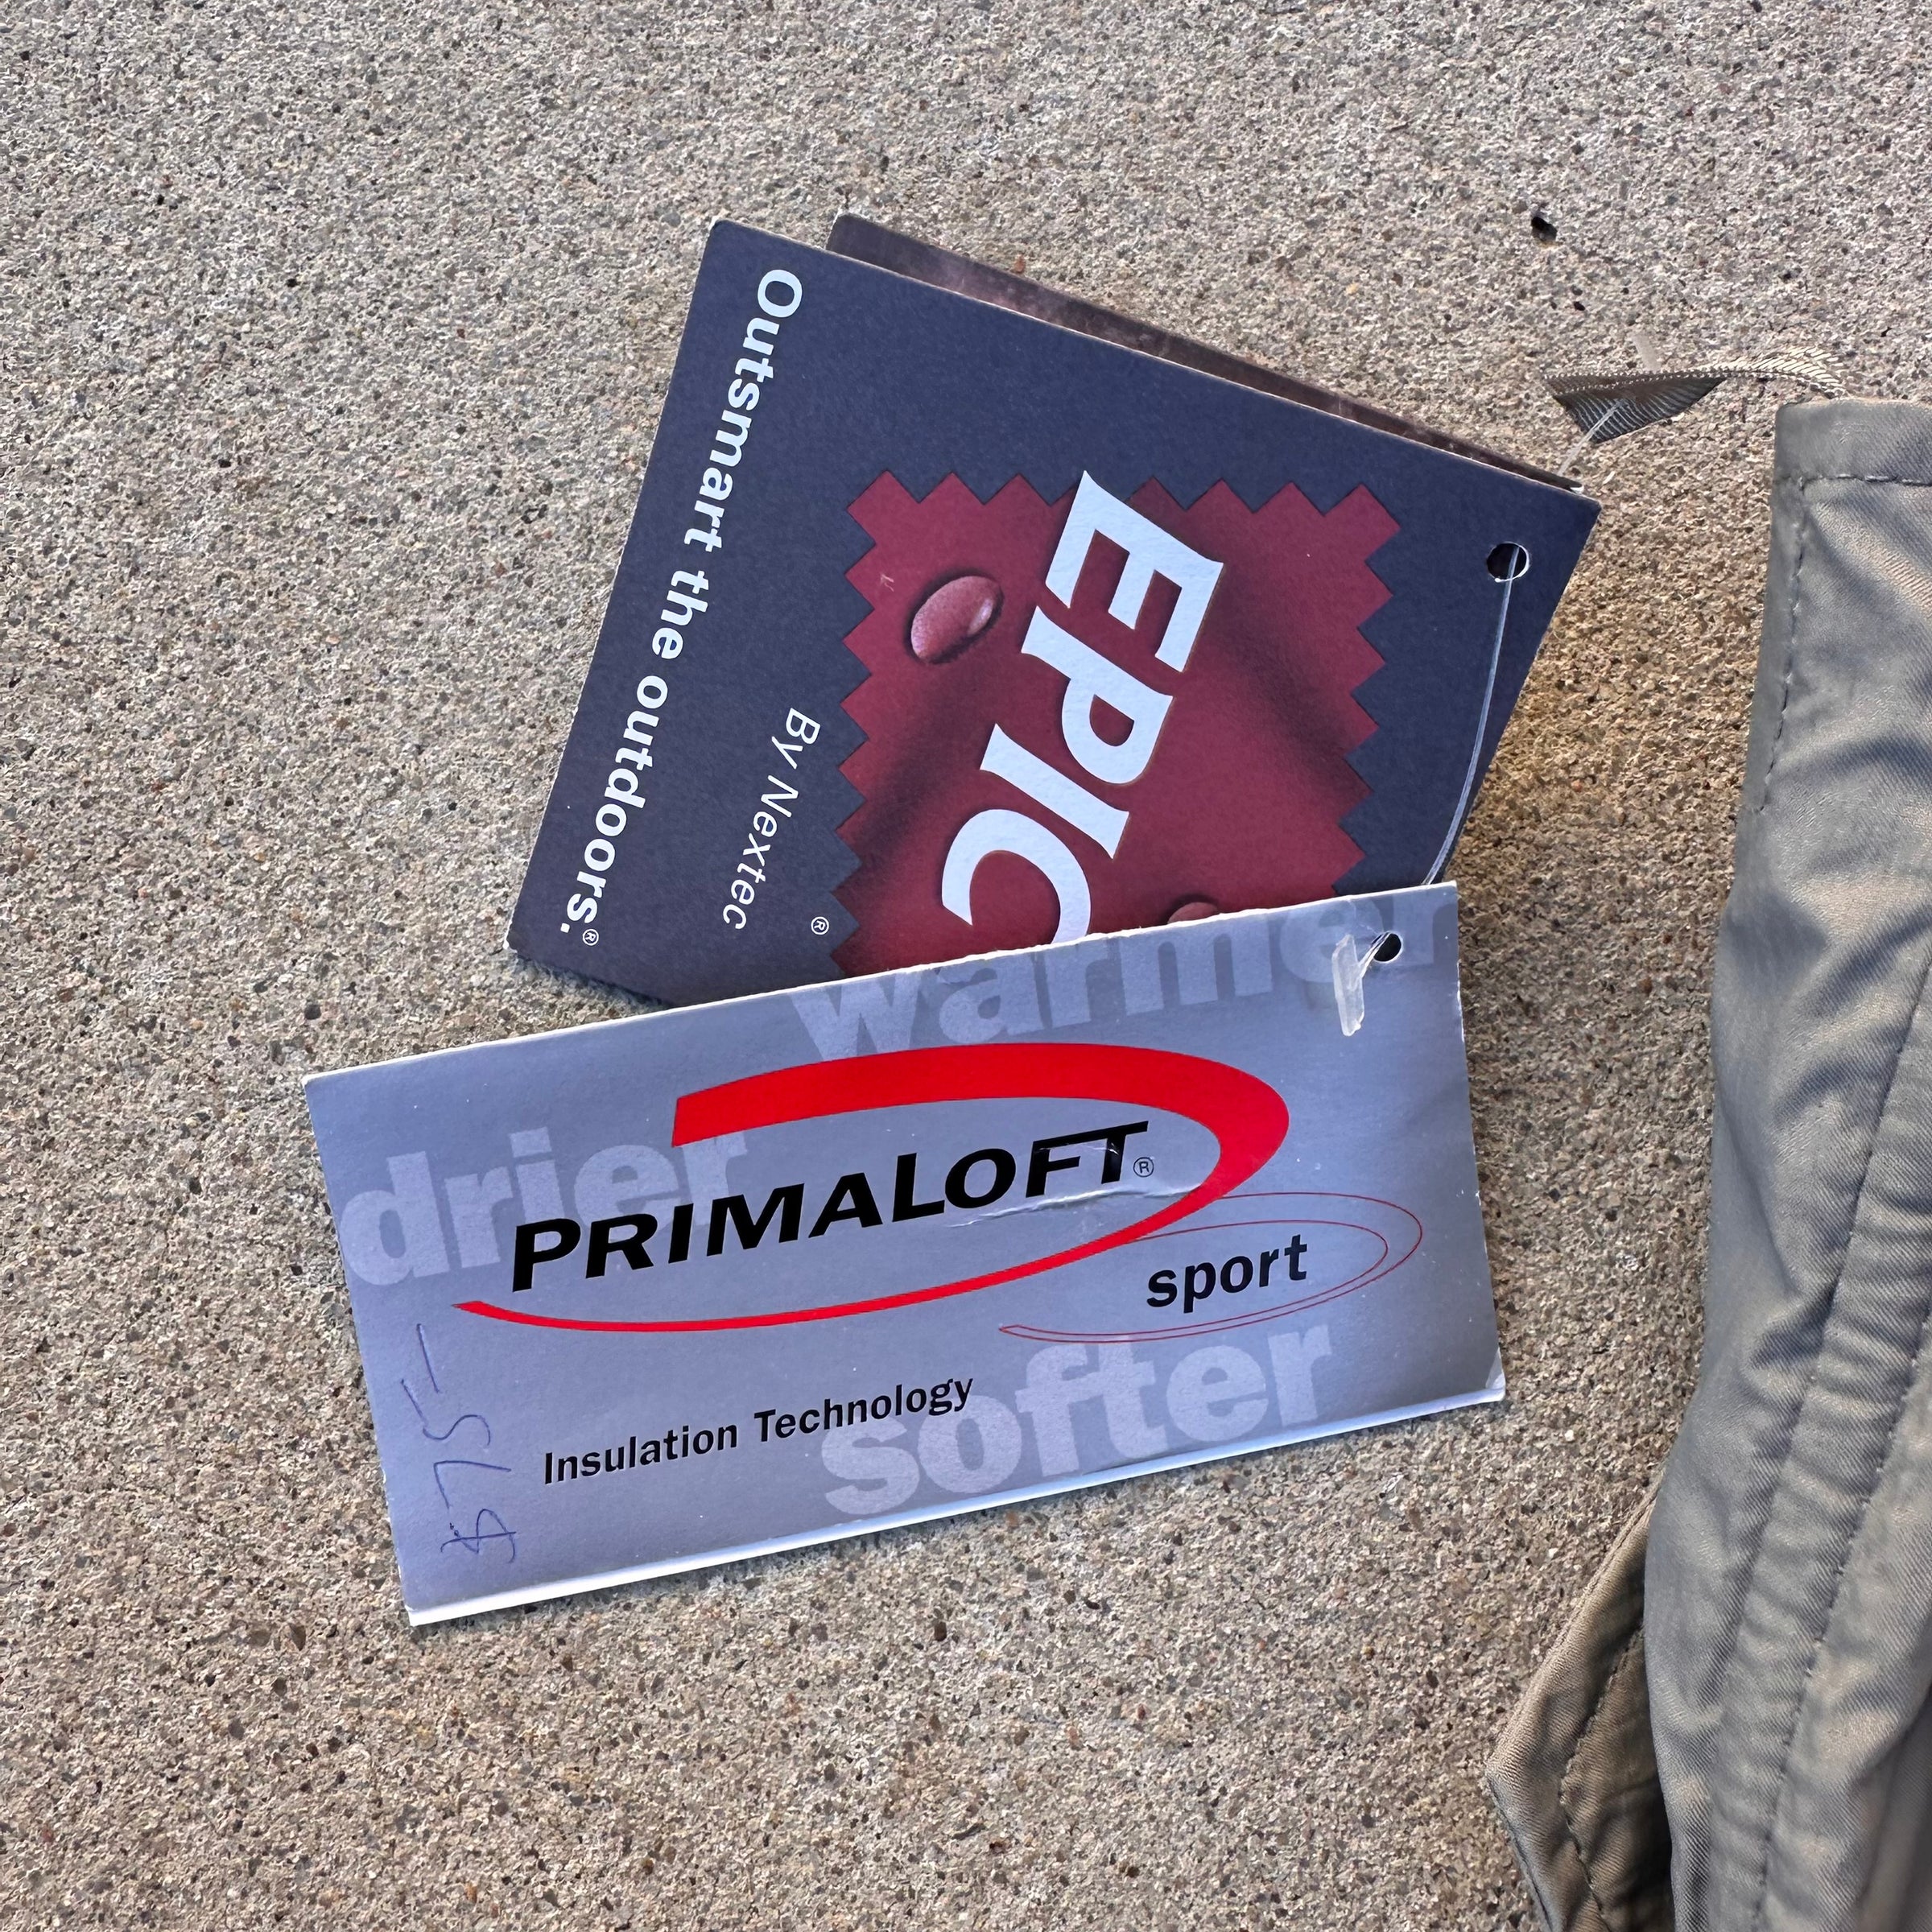 Outsmart the outdoors.®
By Nextec®
EPIC
warmer
drier
PRIMALOFT®
sport
Insulation Technology
softer
$75-